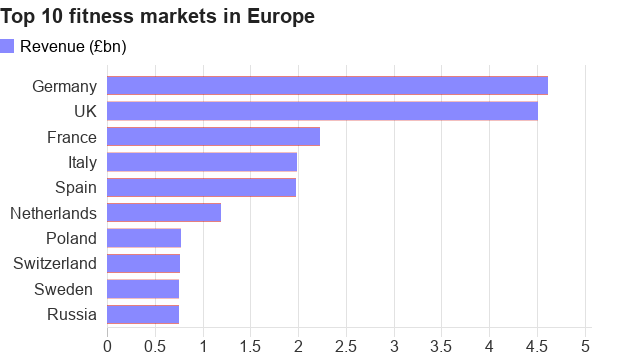 Top 10 fitness markets in Europe
Revenue (£bn)
Germany
UK
France
Italy
Spain
Netherlands
Poland
Switzerland
Sweden
Russia
0 0.5 1 1.5 2 2.5 3 3.5 4 4.5 5